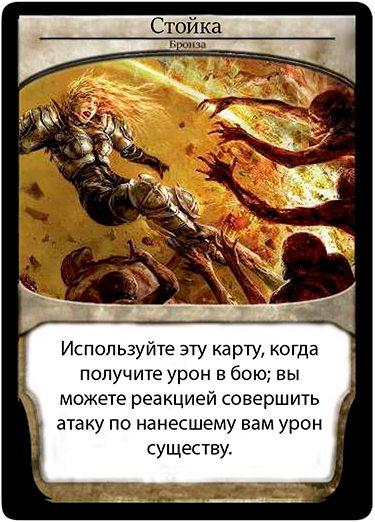 Стойка
Бронза
Используйте эту карту, когда
получите урон в бою; вы
можете реакцией совершить
атаку по нанесшему вам урон
существу.